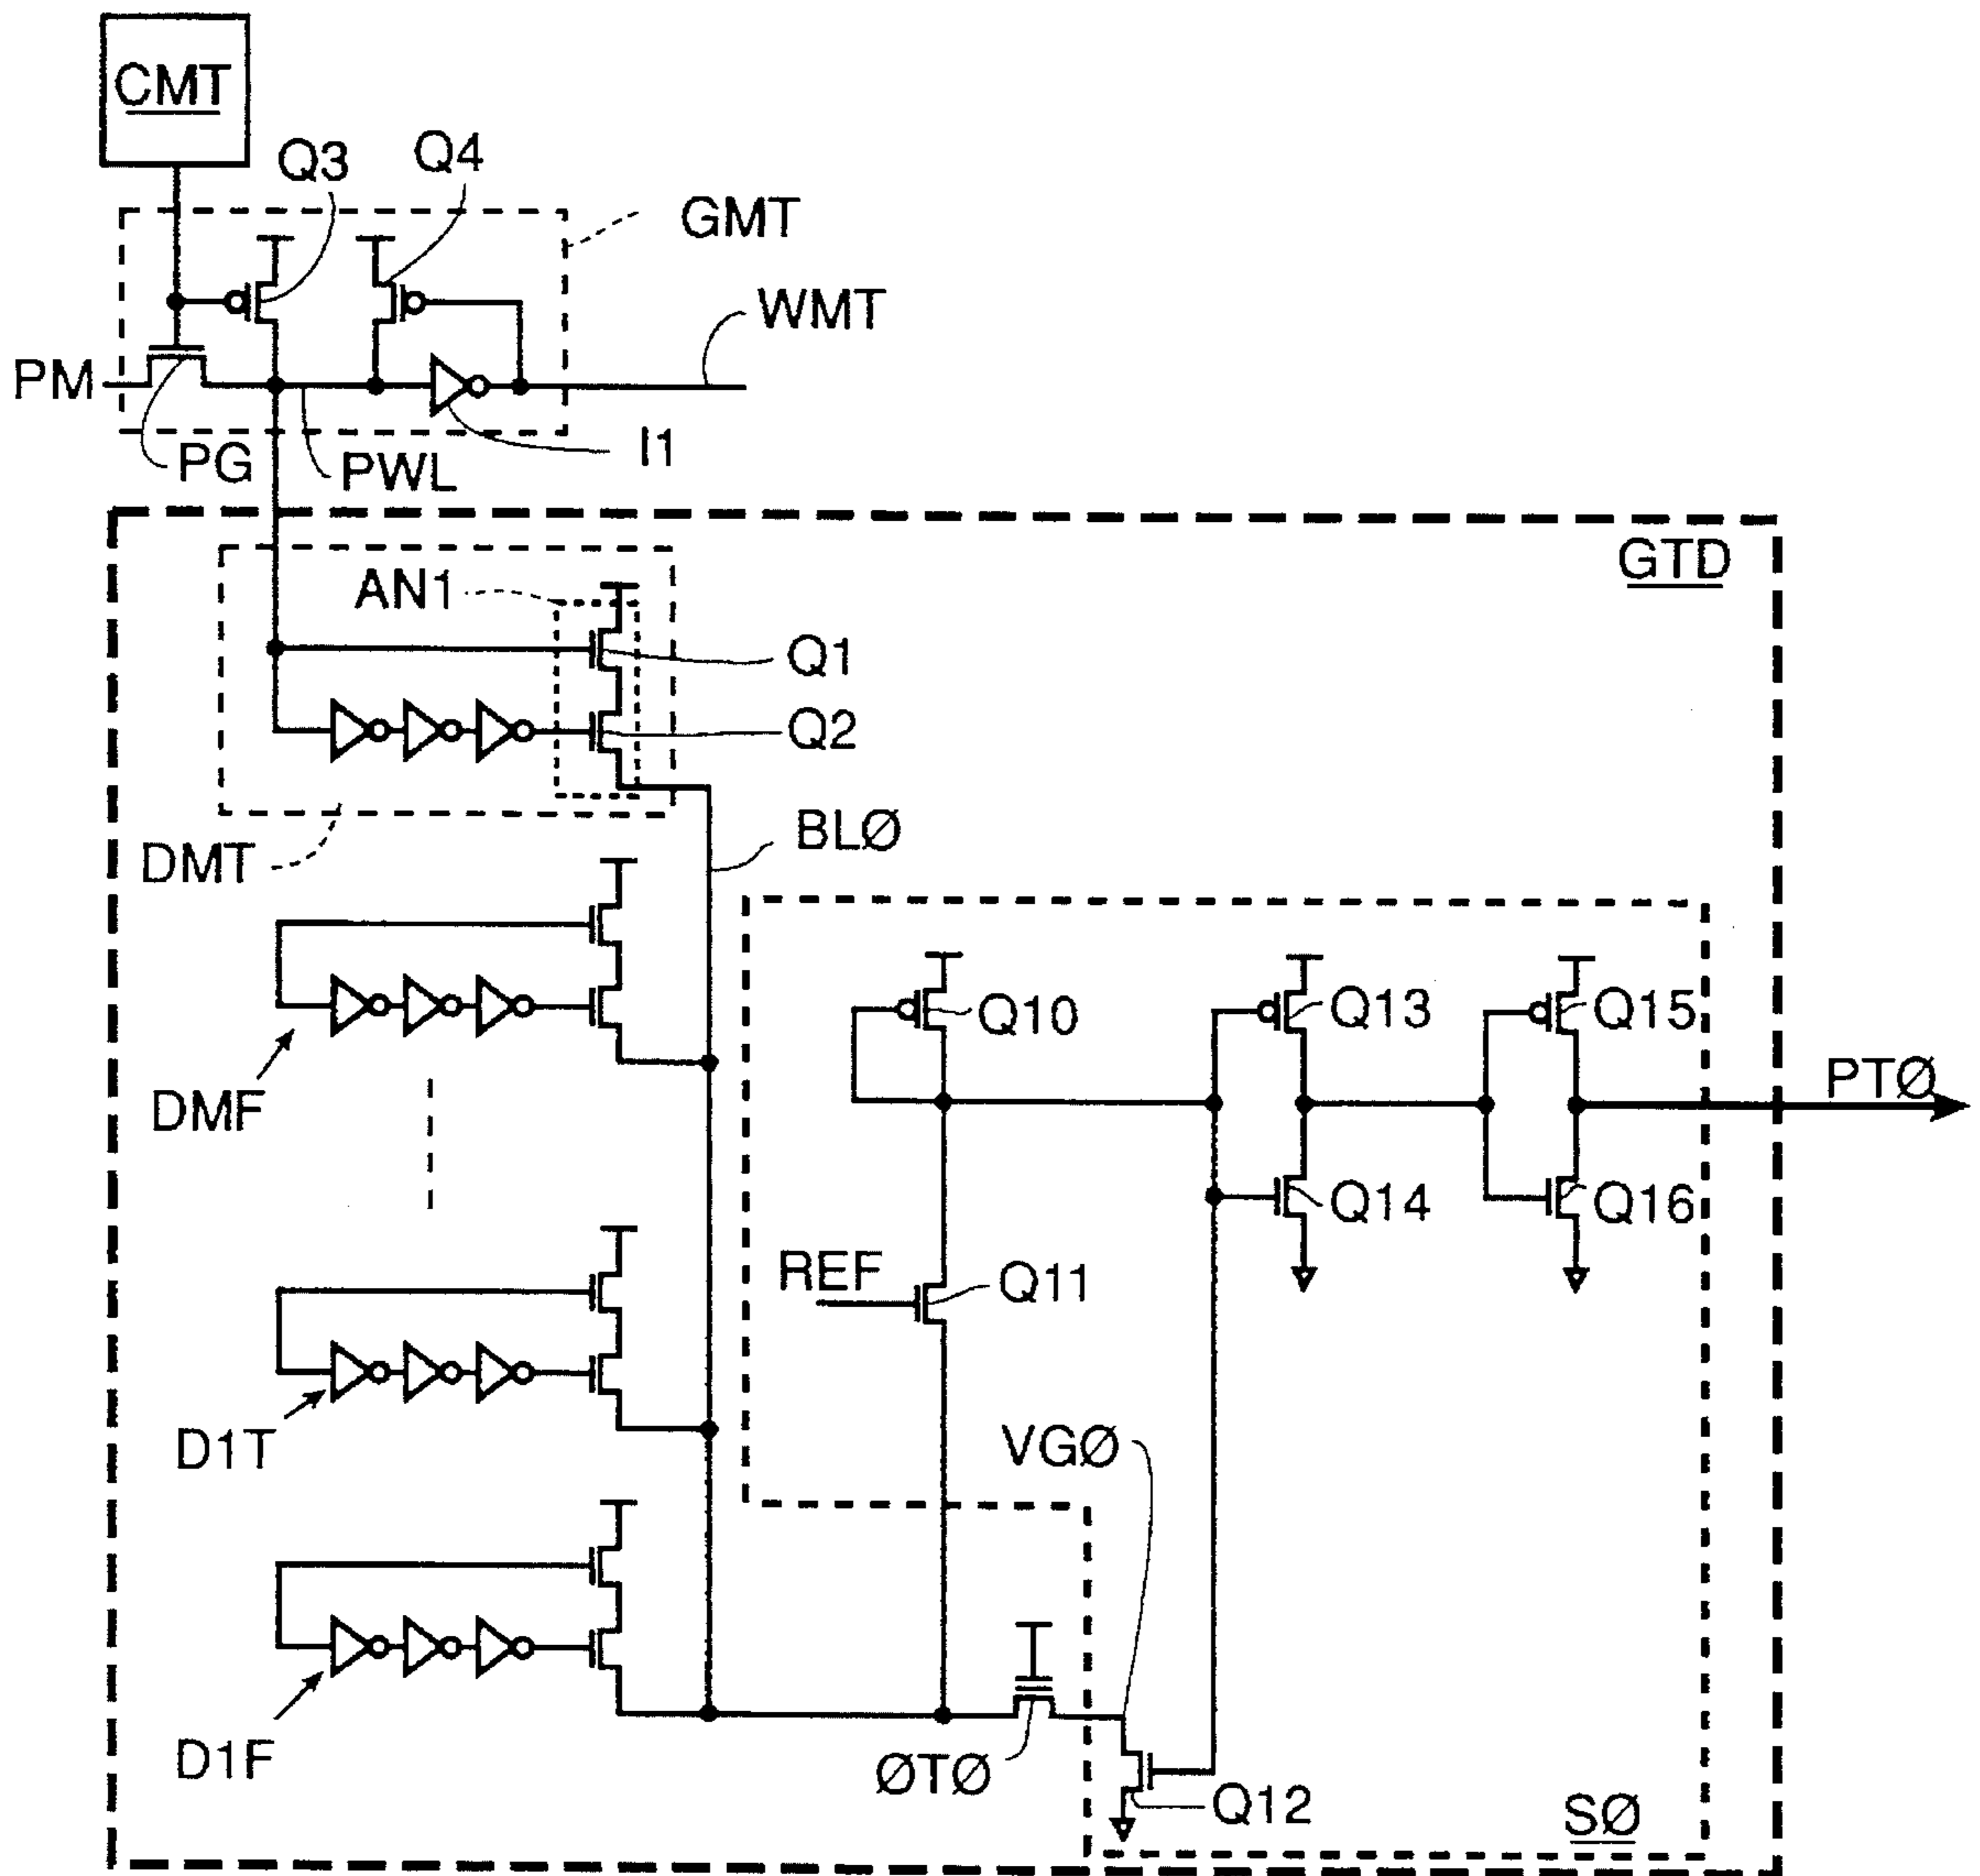 CMT
Q3
Q4
GMT
WMT
PM
PG
PWL
I1
GTD
AN1
Q1
Q2
BLØ
DMT
Q10
Q13
Q15
DMF
PTØ
Q14
Q16
REF
Q11
VGØ
D1T
ØTØ
D1F
Q12
SØ